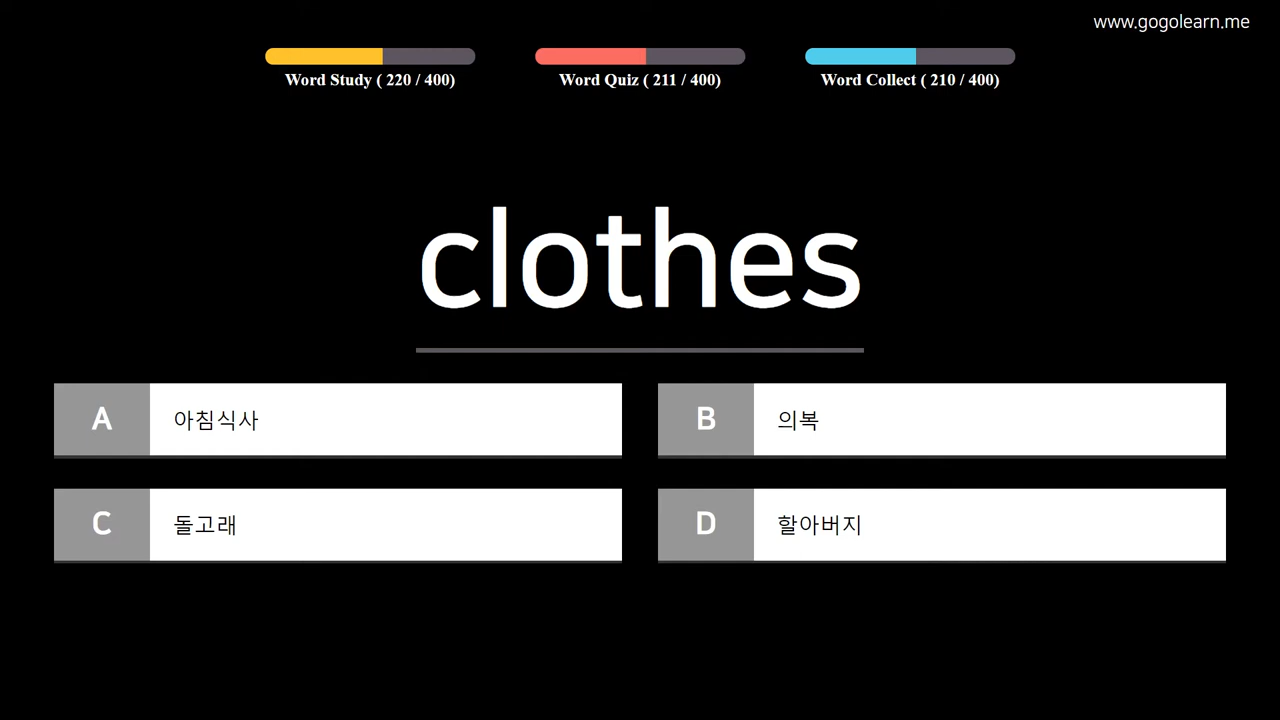 www.gogolearn.me
Word Study ( 220 / 400)
Word Quiz ( 211 / 400)
Word Collect ( 210 / 400)
clothes
A 아침식사
B 의복
C 돌고래
D 할아버지